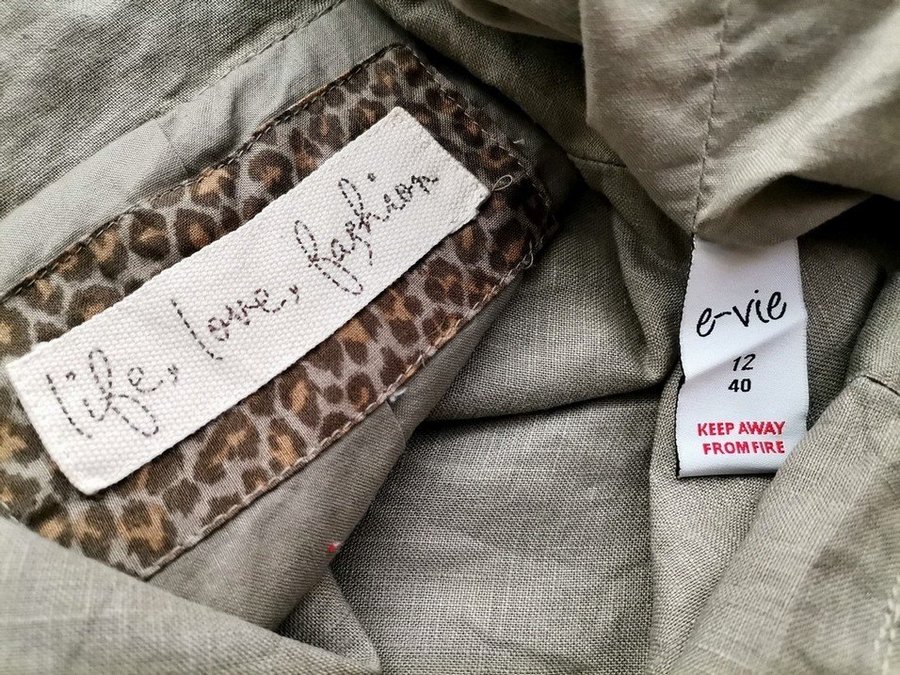 life, love, fashion
e-vie
12
40
KEEP AWAY
FROM FIRE